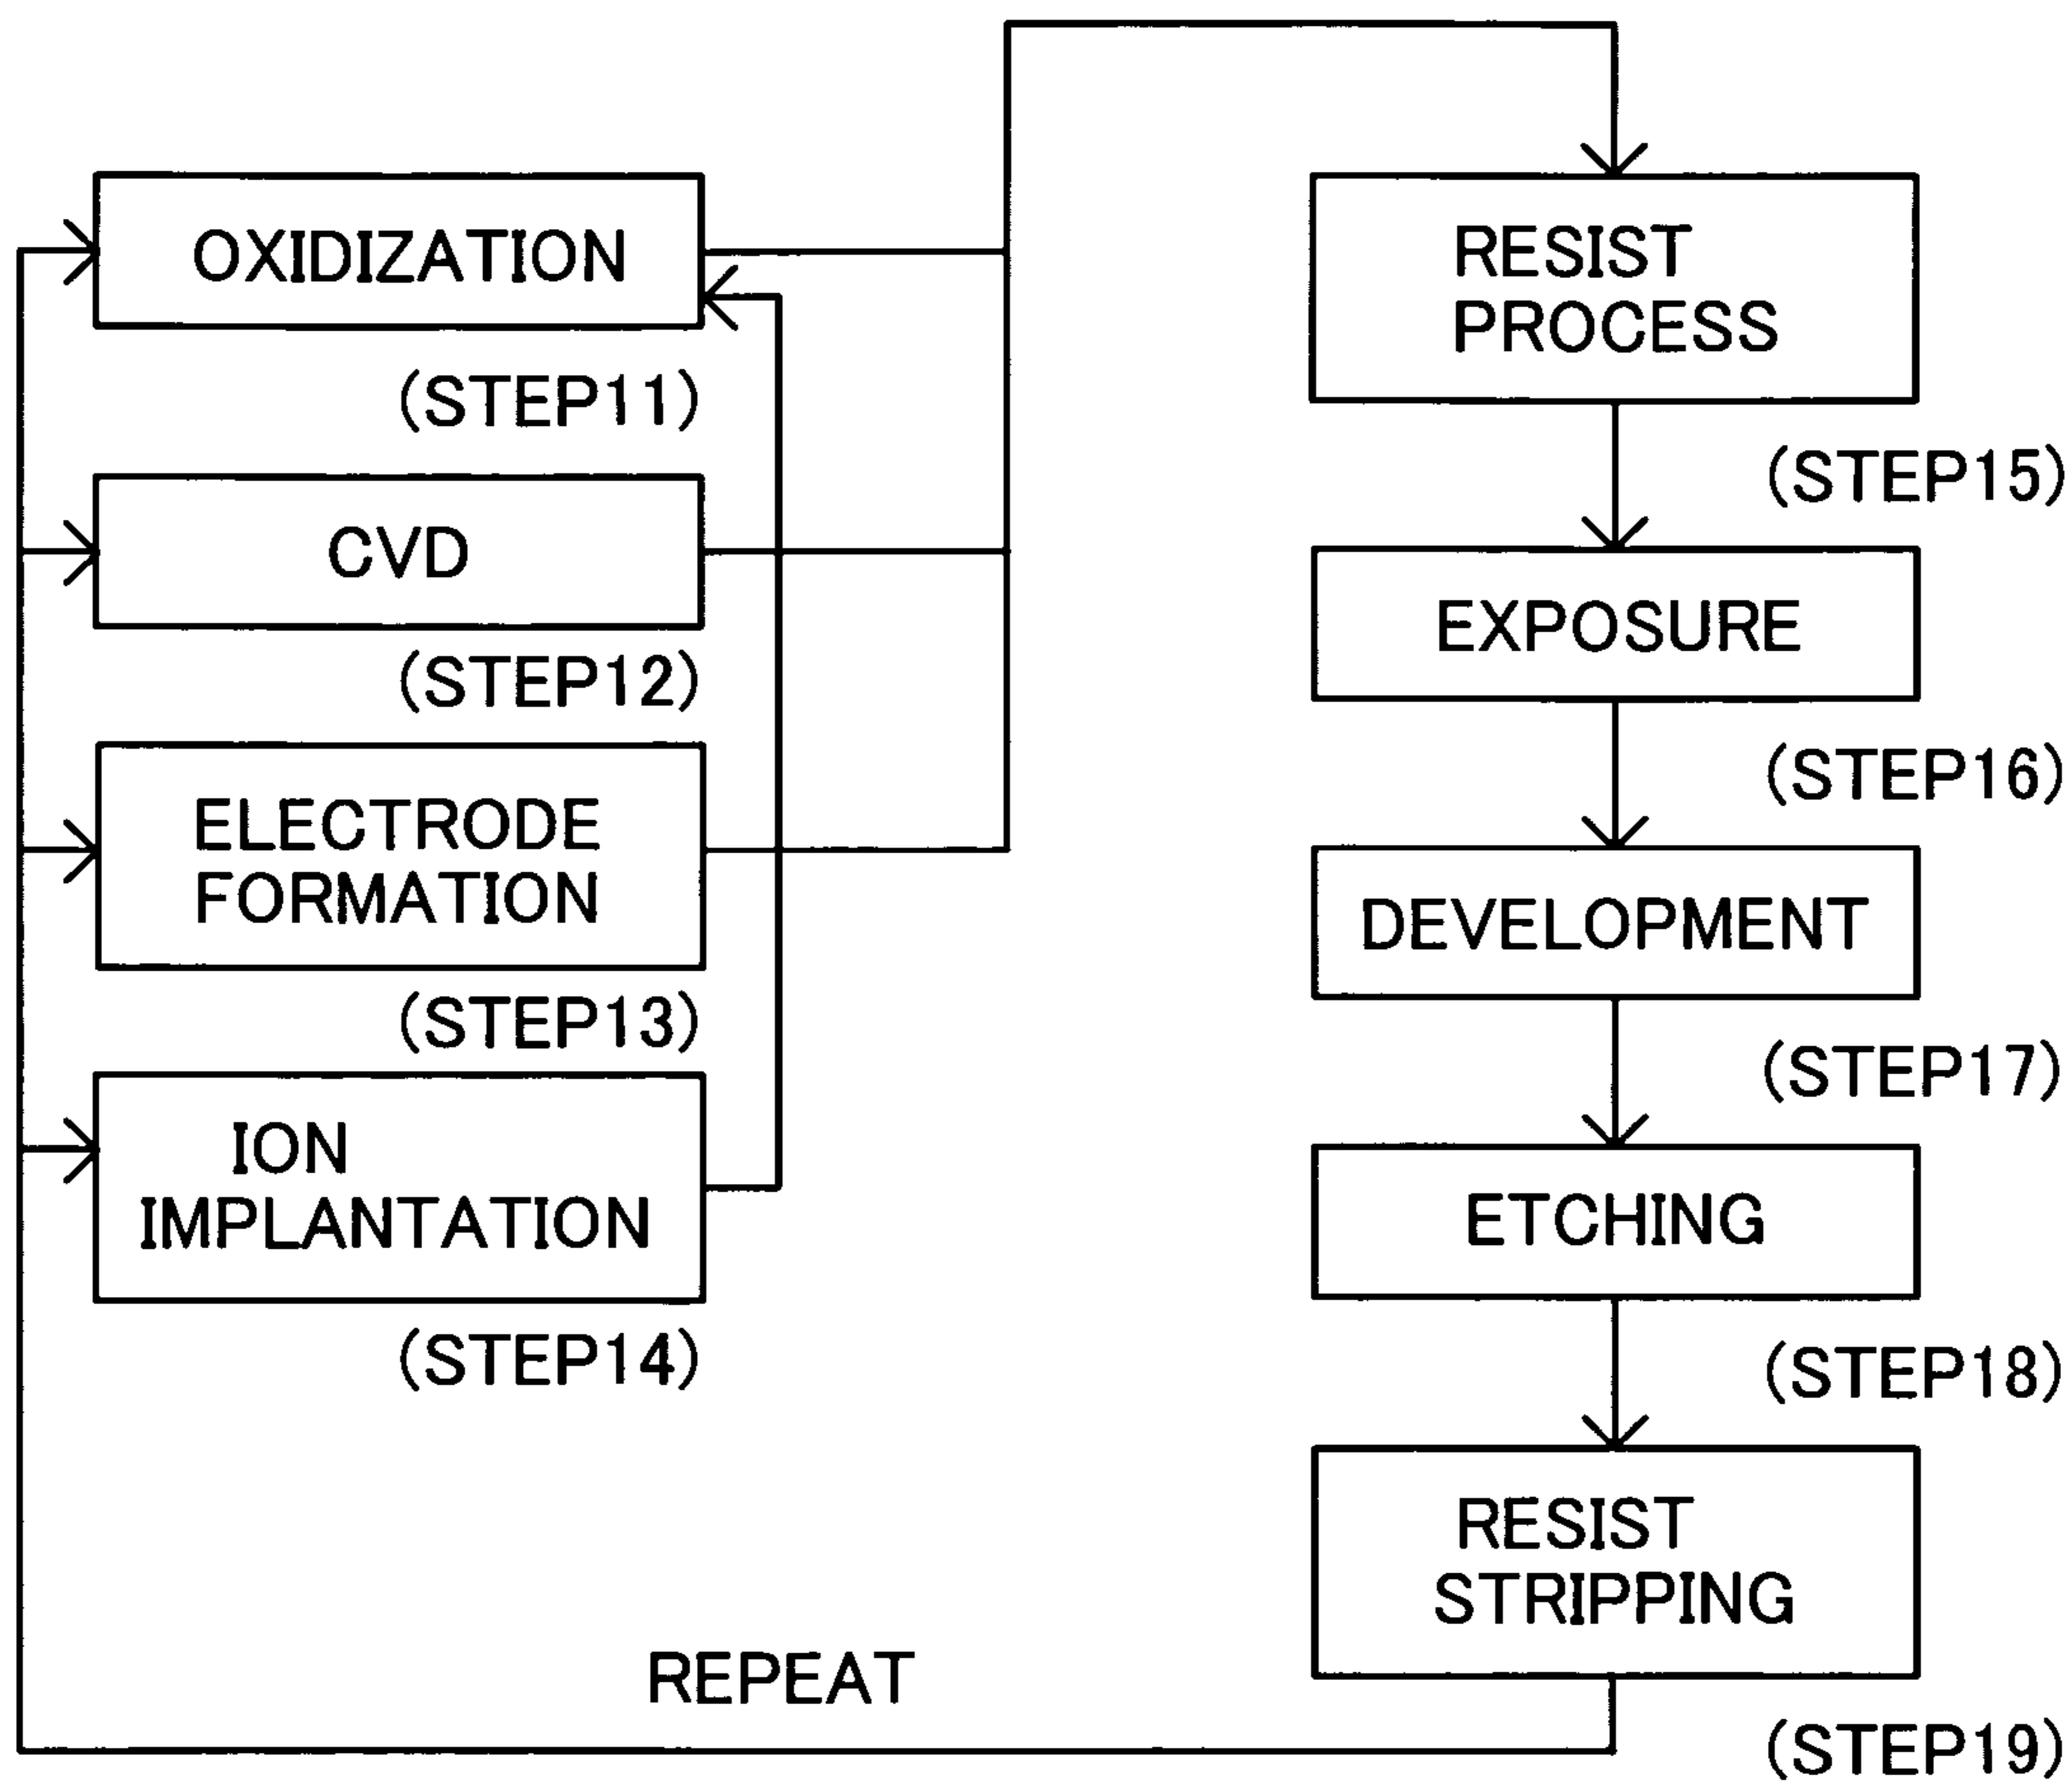 OXIDIZATION
(STEP11)
CVD
(STEP12)
ELECTRODE
FORMATION
(STEP13)
ION
IMPLANTATION
(STEP14)
RESIST
PROCESS
(STEP15)
EXPOSURE
(STEP16)
DEVELOPMENT
(STEP17)
ETCHING
(STEP18)
RESIST
STRIPPING
(STEP19)
REPEAT